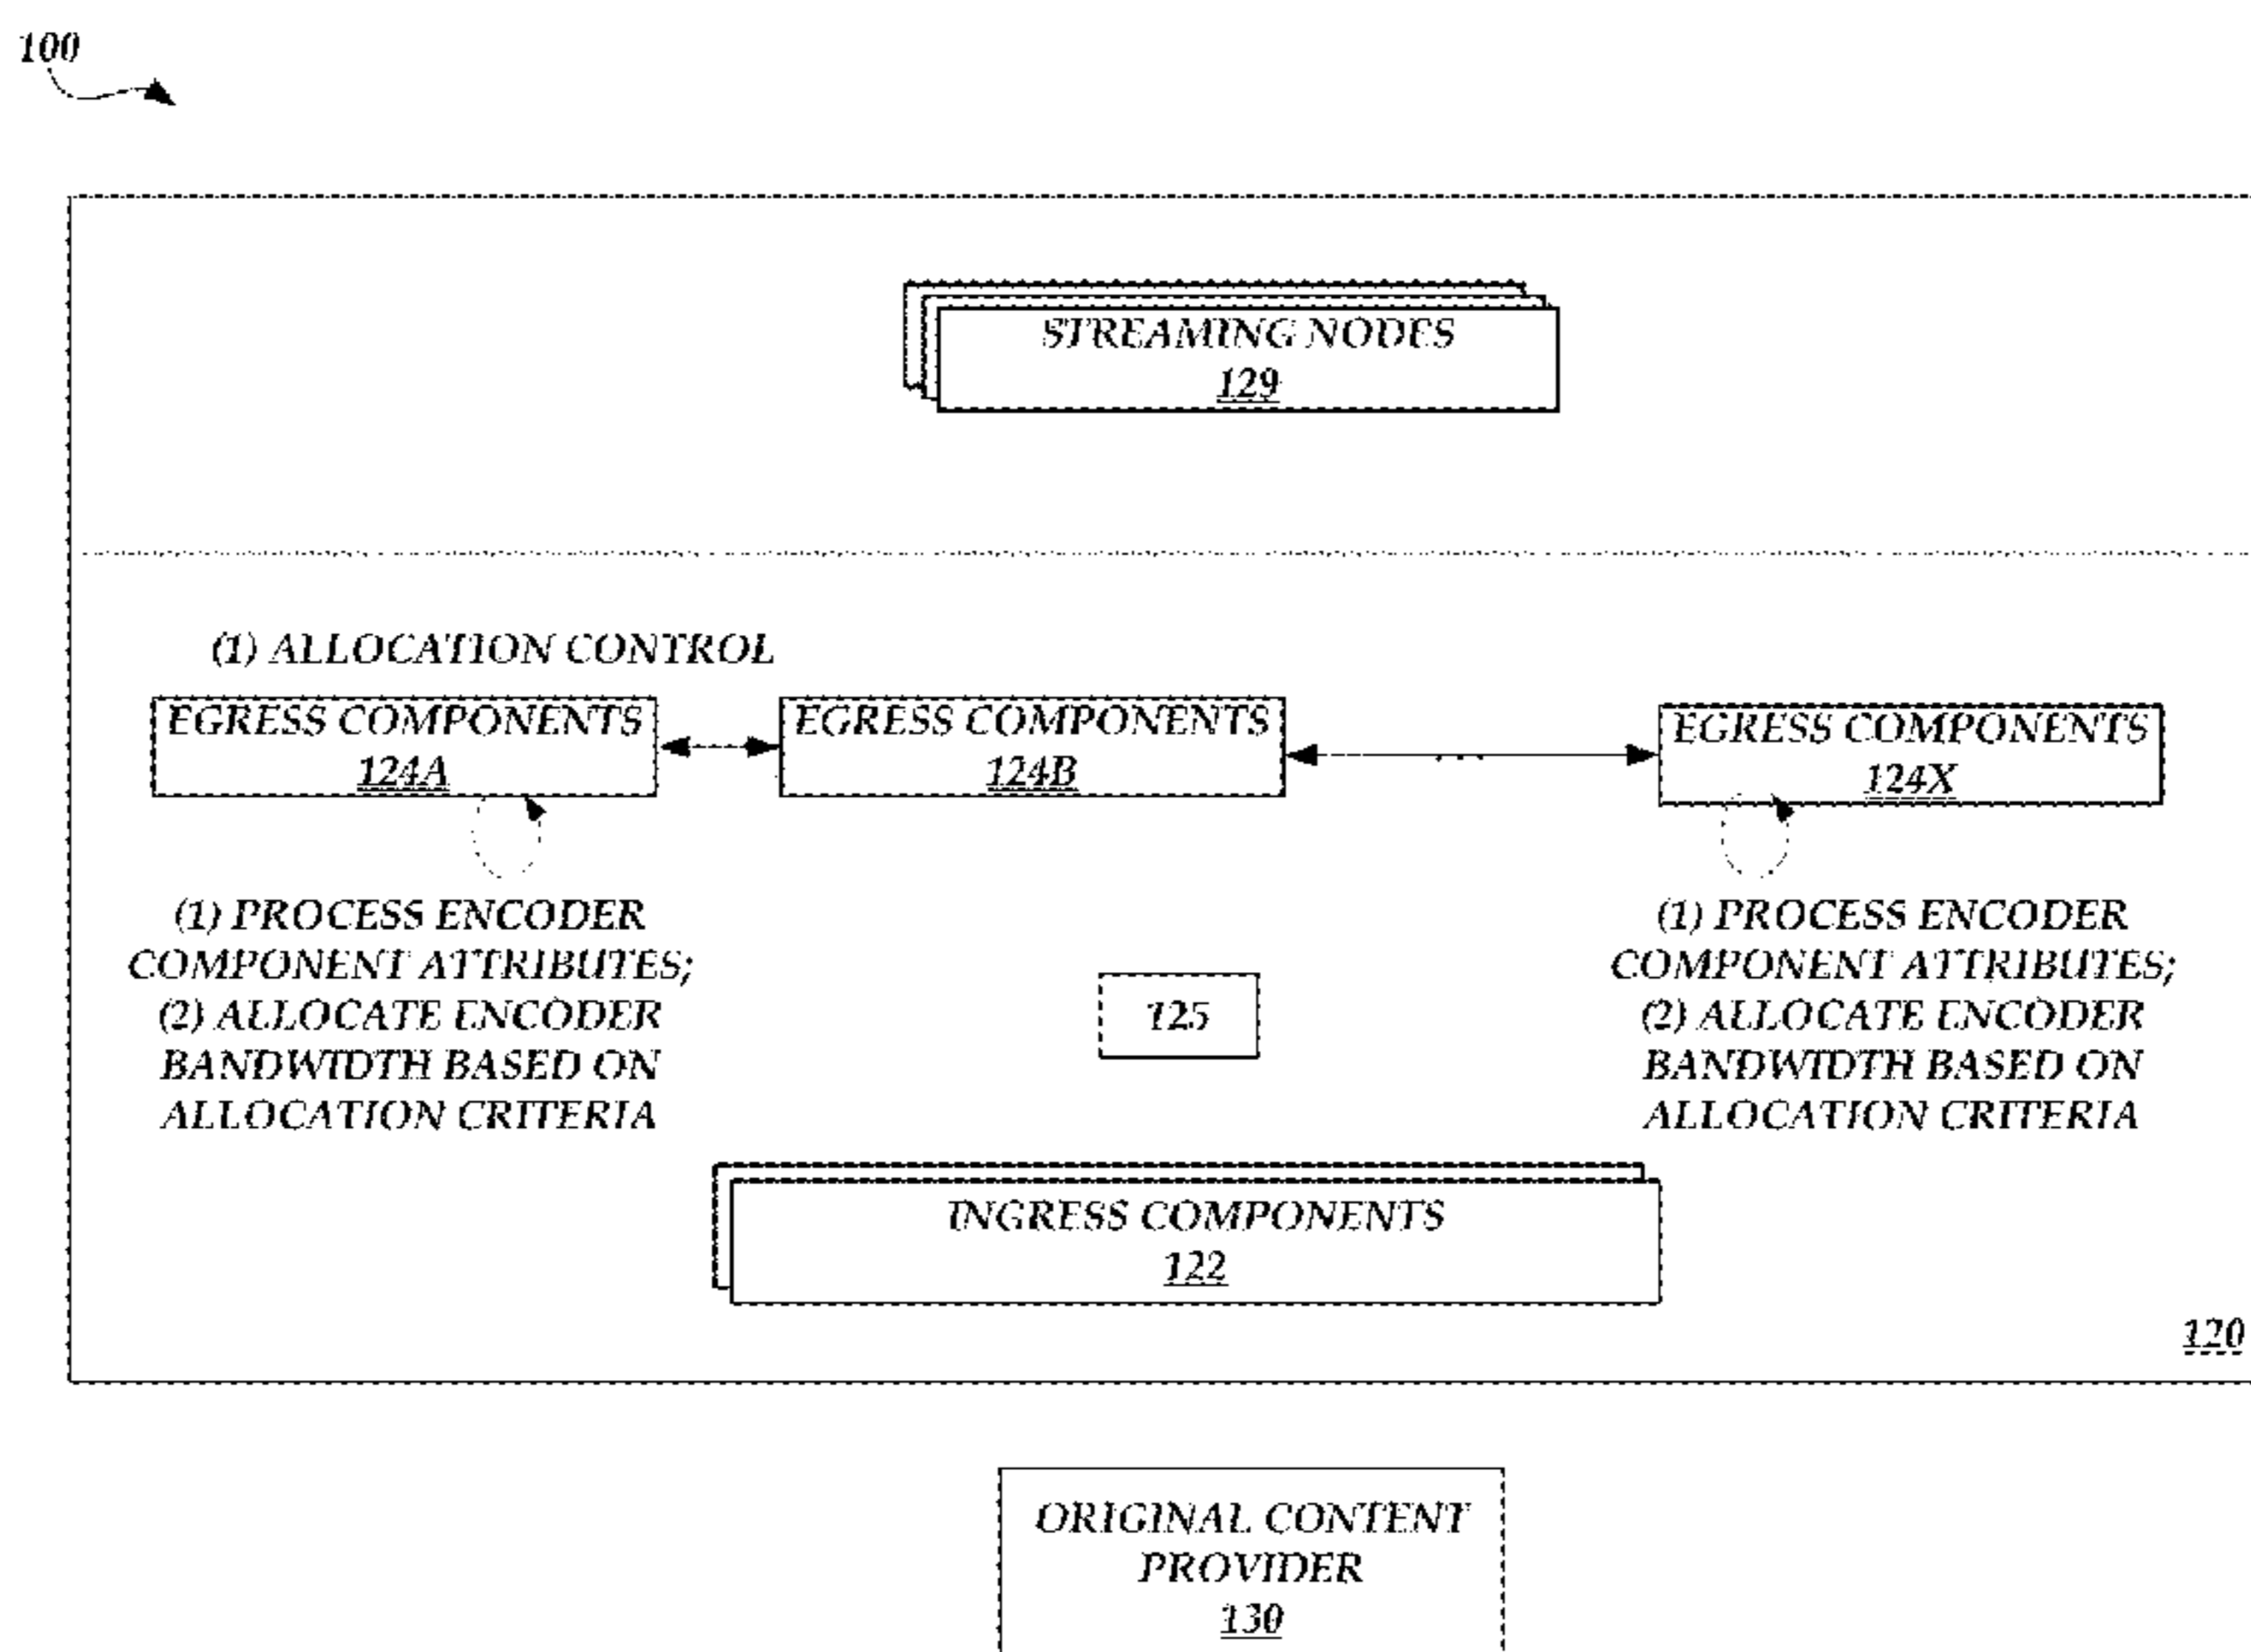 100
STREAMING NODES
129
(1) ALLOCATION CONTROL
EGRESS COMPONENTS
124A
EGRESS COMPONENTS
124B
...
EGRESS COMPONENTS
124X
(1) PROCESS ENCODER
COMPONENT ATTRIBUTES;
(2) ALLOCATE ENCODER
BANDWIDTH BASED ON
ALLOCATION CRITERIA
125
(1) PROCESS ENCODER
COMPONENT ATTRIBUTES;
(2) ALLOCATE ENCODER
BANDWIDTH BASED ON
ALLOCATION CRITERIA
INGRESS COMPONENTS
122
120
ORIGINAL CONTENT
PROVIDER
130